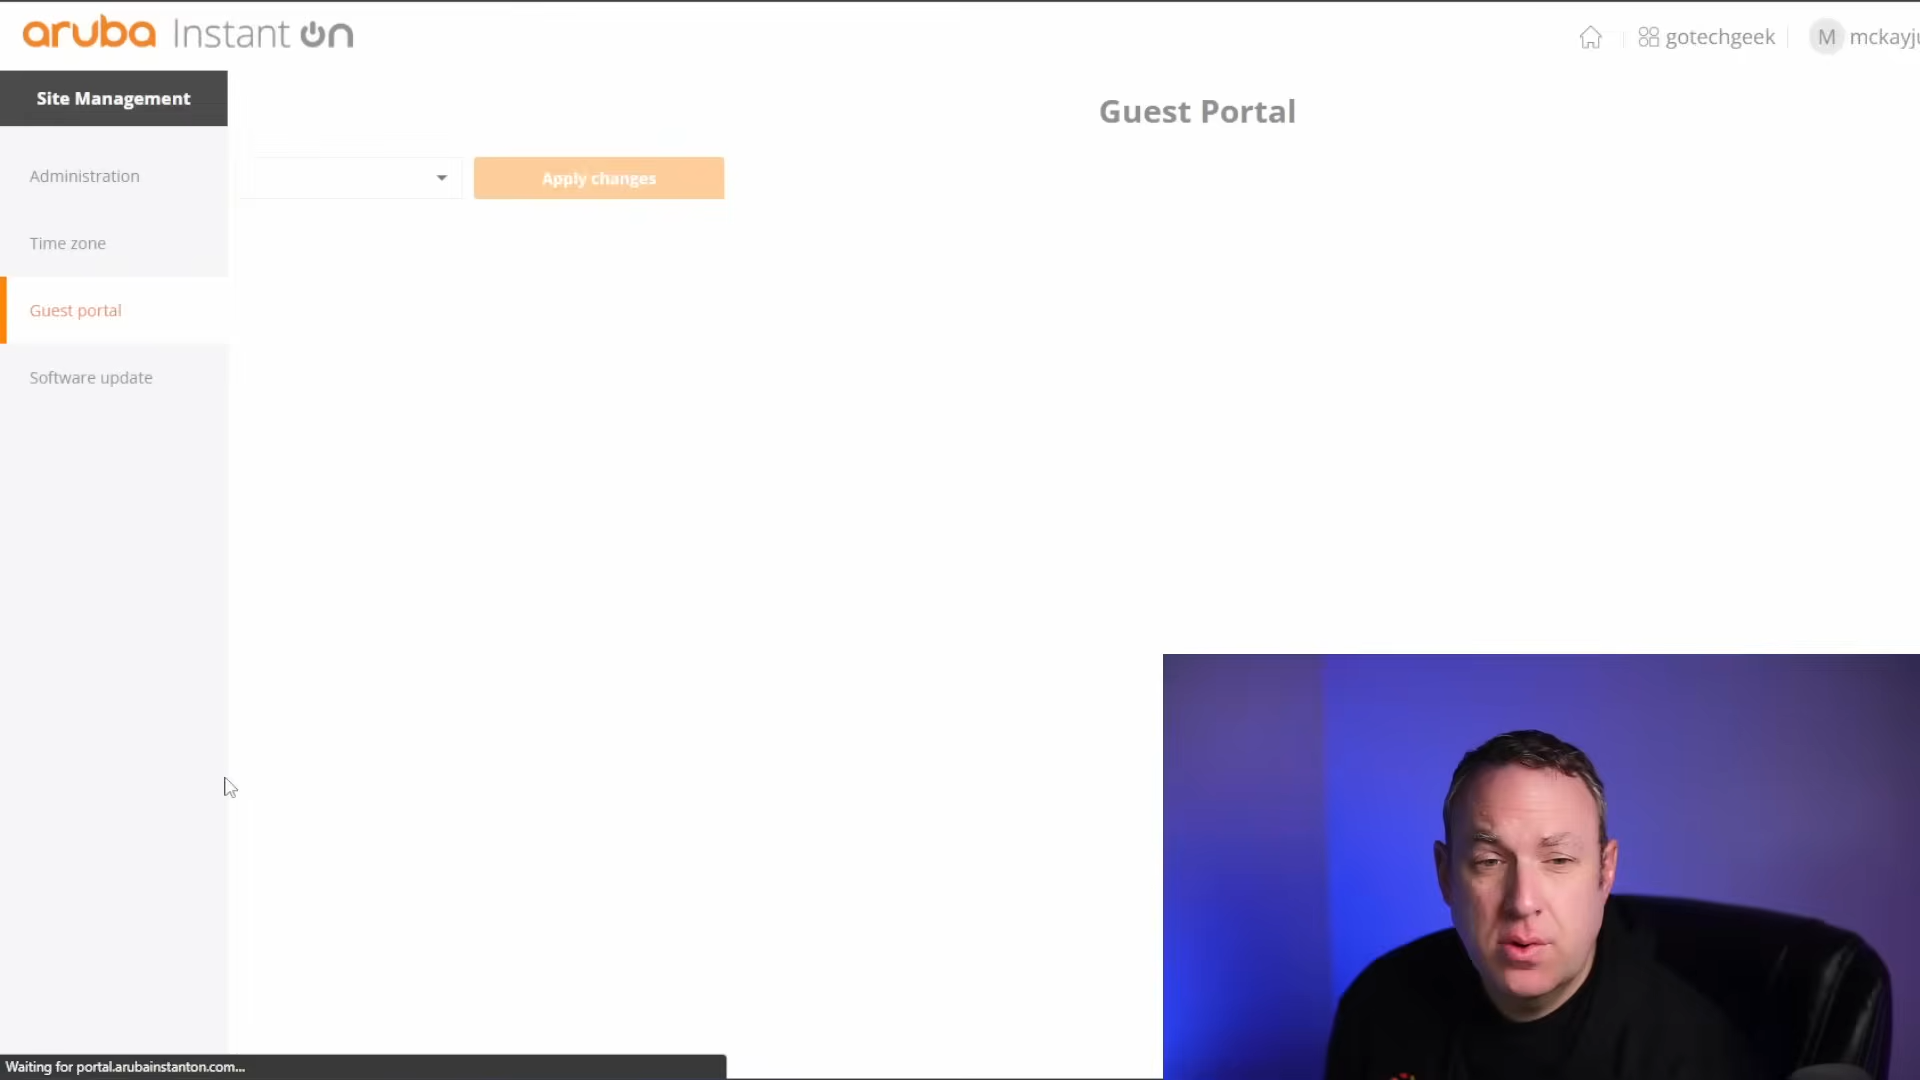 aruba Instant On
gotechgeek
M
mckayju
Site Management
Guest Portal
Administration
Apply changes
Time zone
Guest portal
Software update
Waiting for portal.arubainstanton.com...